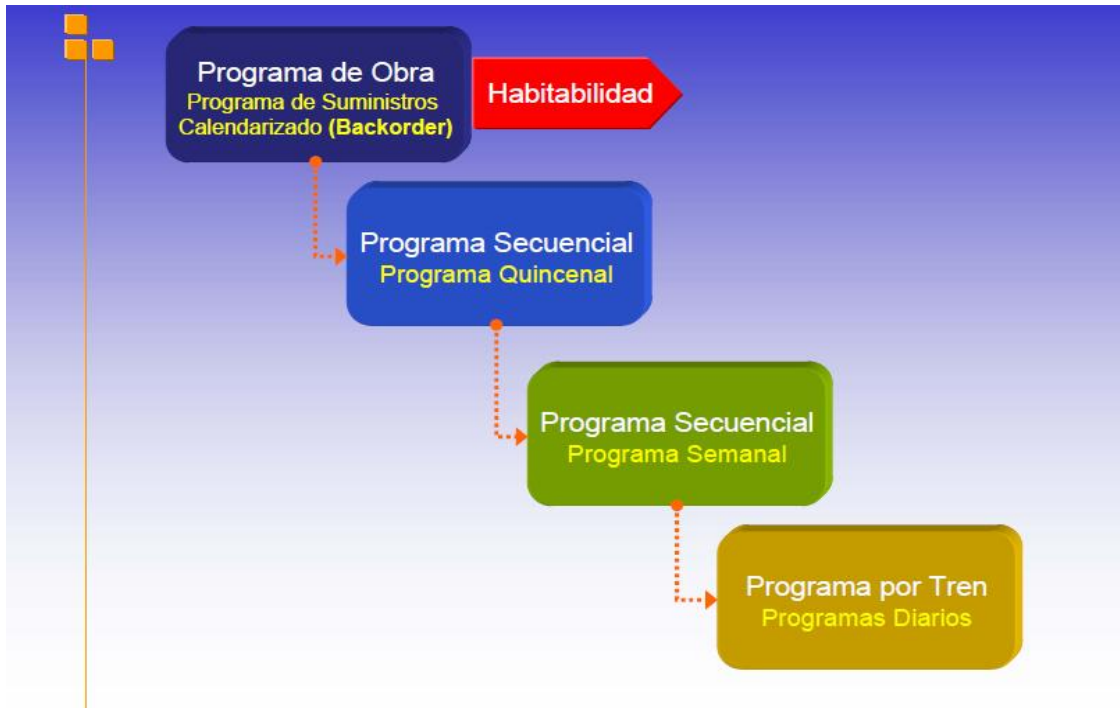 Programa de Obra
Programa de Suministros
Calendarizado (Backorder)
Habitabilidad
Programa Secuencial
Programa Quincenal
Programa Secuencial
Programa Semanal
Programa por Tren
Programas Diarios